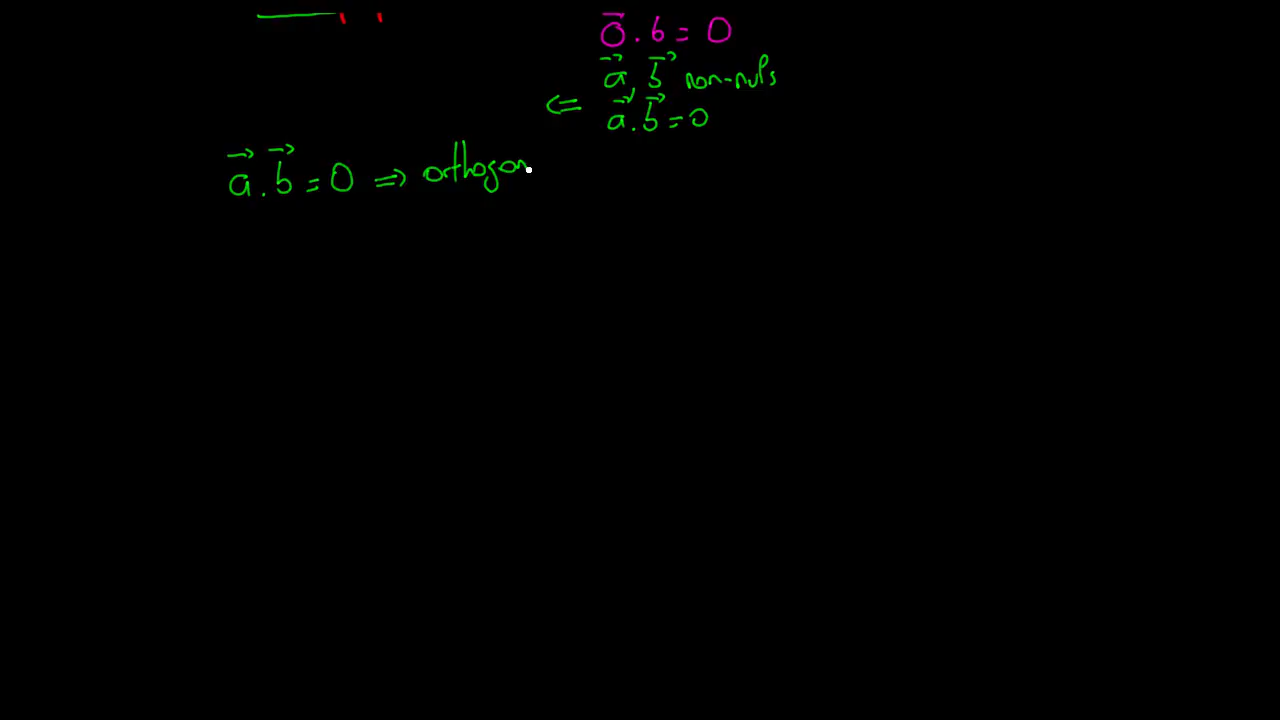 0⃗ . b = 0
a⃗, b⃗ non-nuls
⇐ a⃗ . b⃗ = 0
a⃗ . b⃗ = 0 ⇒ orthogon